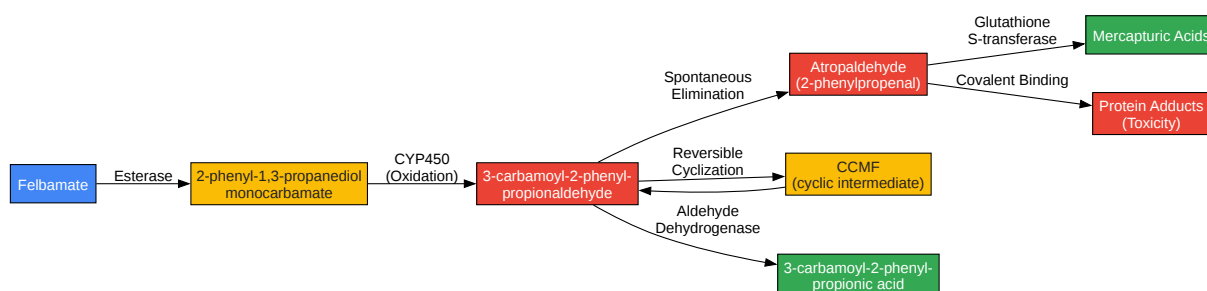 Felbamate
Esterase
2-phenyl-1,3-propanediol
monocarbamate
CYP450
(Oxidation)
3-carbamoyl-2-phenyl-
propionaldehyde
Spontaneous
Elimination
Atropaldehyde
(2-phenylpropenal)
Glutathione
S-transferase
Mercapturic Acids
Covalent Binding
Protein Adducts
(Toxicity)
Reversible
Cyclization
CCMF
(cyclic intermediate)
Aldehyde
Dehydrogenase
3-carbamoyl-2-phenyl-
propionic acid